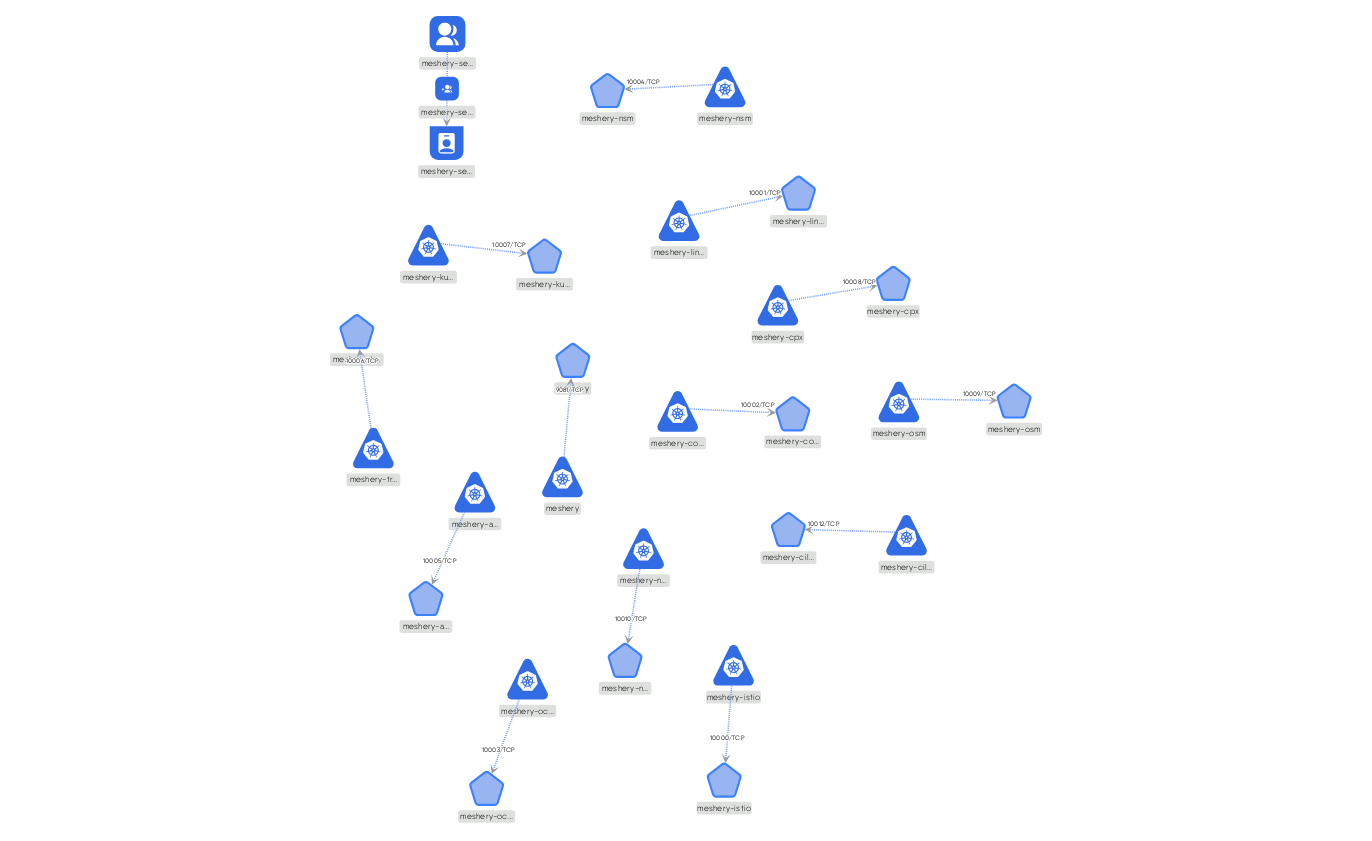 meshery-se...
meshery-se...
meshery-se...
10004/TCP
meshery-nsm
meshery-nsm
10001/TCP
meshery-lin...
meshery-lin...
10007/TCP
meshery-ku...
meshery-ku...
10008/TCP
meshery-cpx
meshery-cpx
10006/TCP
meshery-tr...
9081/TCP
meshery
10002/TCP
meshery-co...
meshery-co...
10009/TCP
meshery-osm
meshery-osm
meshery-a...
10005/TCP
meshery-a...
10012/TCP
meshery-cil...
meshery-cil...
meshery-n...
10010/TCP
meshery-n...
meshery-istio
10000/TCP
meshery-istio
meshery-oc...
10003/TCP
meshery-oc...